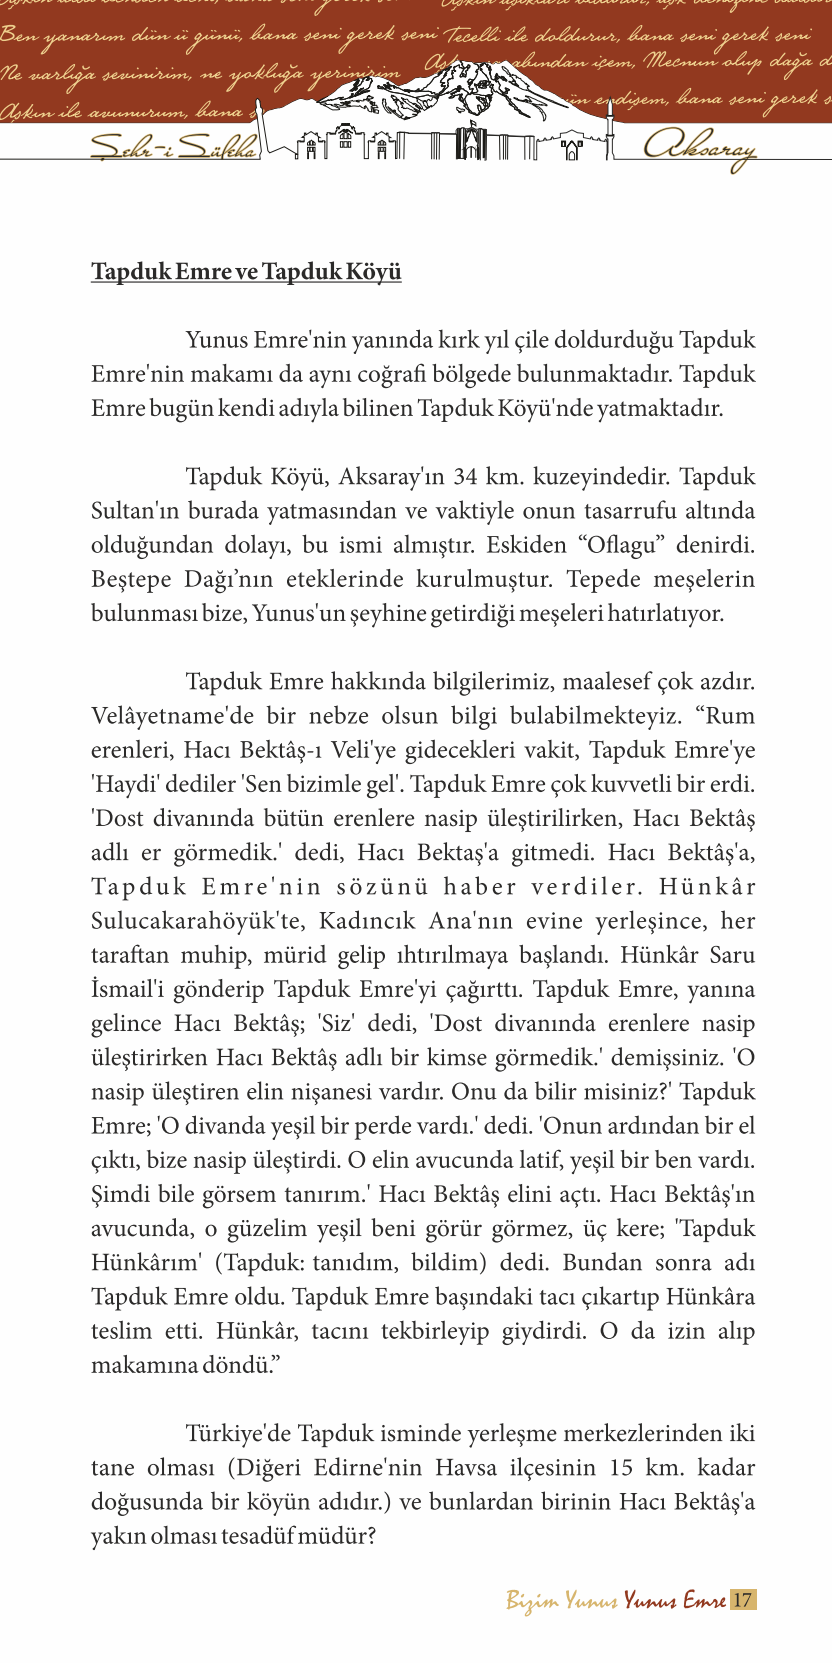 Ben yanarım dün ü günü, bana seni gerek seni Tecelli ile doldurur, bana seni gerek seni
Ne varlığa sevinirim, ne yokluğa yerinirim
abından içem, Mecnun olup dağa d
Aşkın ile avunurum, bana s
ün endişem, bana seni gerek s
Şehr-i Süleha
Aksaray
Tapduk Emre ve Tapduk Köyü
Yunus Emre'nin yanında kırk yıl çile doldurduğu Tapduk
Emre'nin makamı da aynı coğrafi bölgede bulunmaktadır. Tapduk
Emre bugün kendi adıyla bilinen Tapduk Köyü'nde yatmaktadır.
Tapduk Köyü, Aksaray'ın 34 km. kuzeyindedir. Tapduk
Sultan'ın burada yatmasından ve vaktiyle onun tasarrufu altında
olduğundan dolayı, bu ismi almıştır. Eskiden “Oflagu” denirdi.
Beştepe Dağı’nın eteklerinde kurulmuştur. Tepede meşelerin
bulunması bize, Yunus'un şeyhine getirdiği meşeleri hatırlatıyor.
Tapduk Emre hakkında bilgilerimiz, maalesef çok azdır.
Velâyetname'de bir nebze olsun bilgi bulabilmekteyiz. “Rum
erenleri, Hacı Bektâş-ı Veli'ye gidecekleri vakit, Tapduk Emre'ye
'Haydi' dediler 'Sen bizimle gel'. Tapduk Emre çok kuvvetli bir erdi.
'Dost divanında bütün erenlere nasip üleştirilirken, Hacı Bektâş
adlı er görmedik.' dedi, Hacı Bektaş'a gitmedi. Hacı Bektâş'a,
Tapduk Emre'nin sözünü haber verdiler. Hünkâr
Sulucakarahöyük'te, Kadıncık Ana'nın evine yerleşince, her
taraftan muhip, mürid gelip ıhtırılmaya başlandı. Hünkâr Saru
İsmail'i gönderip Tapduk Emre'yi çağırttı. Tapduk Emre, yanına
gelince Hacı Bektâş; 'Siz' dedi, 'Dost divanında erenlere nasip
üleştirirken Hacı Bektâş adlı bir kimse görmedik.' demişsiniz. 'O
nasip üleştiren elin nişanesi vardır. Onu da bilir misiniz?' Tapduk
Emre; 'O divanda yeşil bir perde vardı.' dedi. 'Onun ardından bir el
çıktı, bize nasip üleştirdi. O elin avucunda latif, yeşil bir ben vardı.
Şimdi bile görsem tanırım.' Hacı Bektâş elini açtı. Hacı Bektâş'ın
avucunda, o güzelim yeşil beni görür görmez, üç kere; 'Tapduk
Hünkârım' (Tapduk: tanıdım, bildim) dedi. Bundan sonra adı
Tapduk Emre oldu. Tapduk Emre başındaki tacı çıkartıp Hünkâra
teslim etti. Hünkâr, tacını tekbirleyip giydirdi. O da izin alıp
makamına döndü.”
Türkiye'de Tapduk isminde yerleşme merkezlerinden iki
tane olması (Diğeri Edirne'nin Havsa ilçesinin 15 km. kadar
doğusunda bir köyün adıdır.) ve bunlardan birinin Hacı Bektâş'a
yakın olması tesadüf müdür?
Bizim Yunus Yunus Emre 17